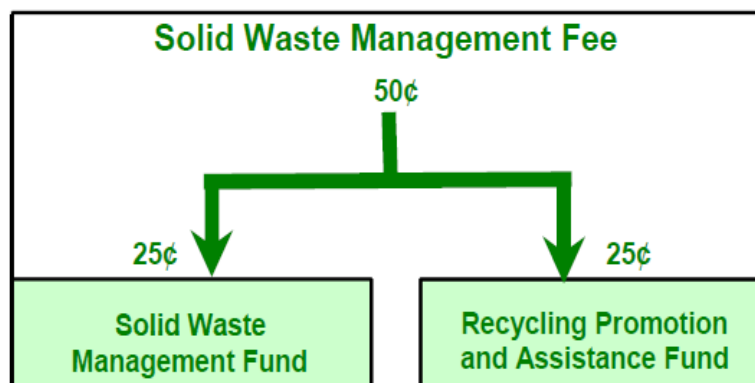 Solid Waste Management Fee
50¢
25¢
25¢
Solid Waste
Management Fund
Recycling Promotion
and Assistance Fund